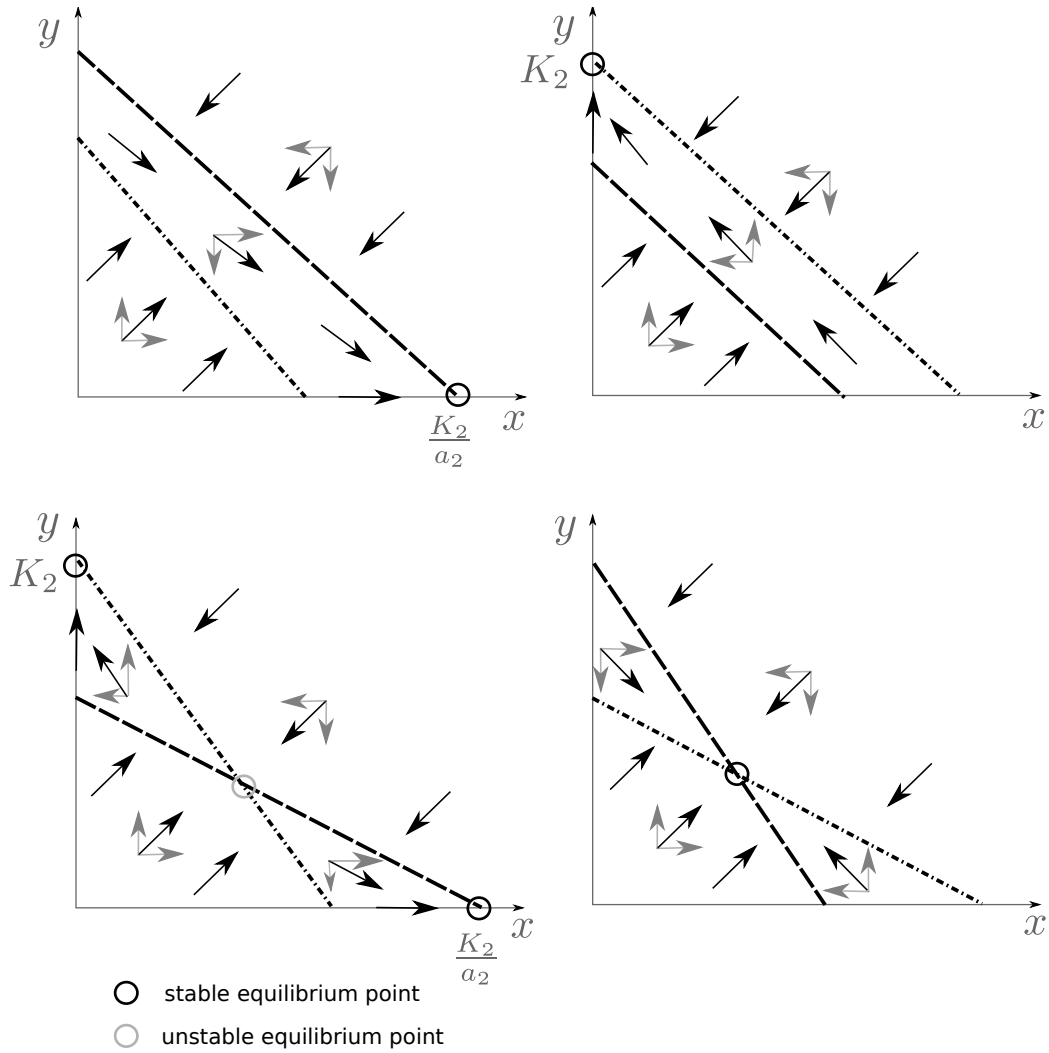 y
x
K₂/a₂
y
K₂
x
y
K₂
x
K₂/a₂
y
x
stable equilibrium point
unstable equilibrium point